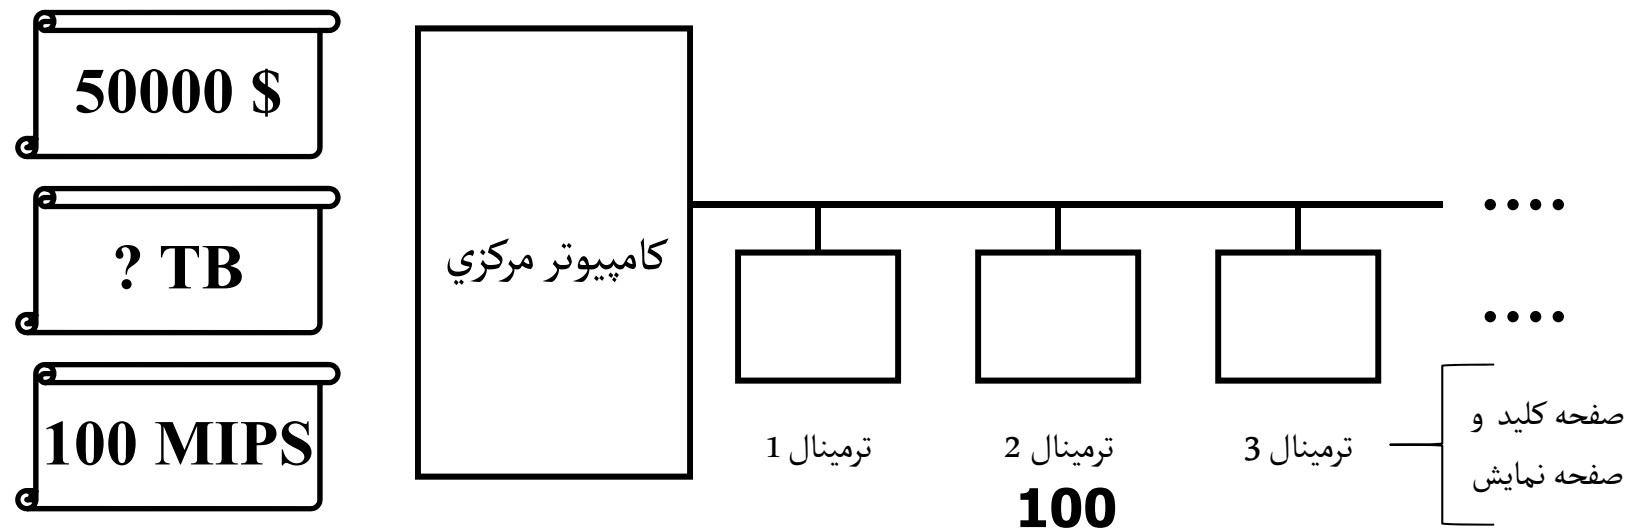 50000 $
? TB
100 MIPS
كامپيوتر مركزي
ترمينال 1
ترمينال 2
ترمينال 3
100
صفحه كليد و
صفحه نمايش